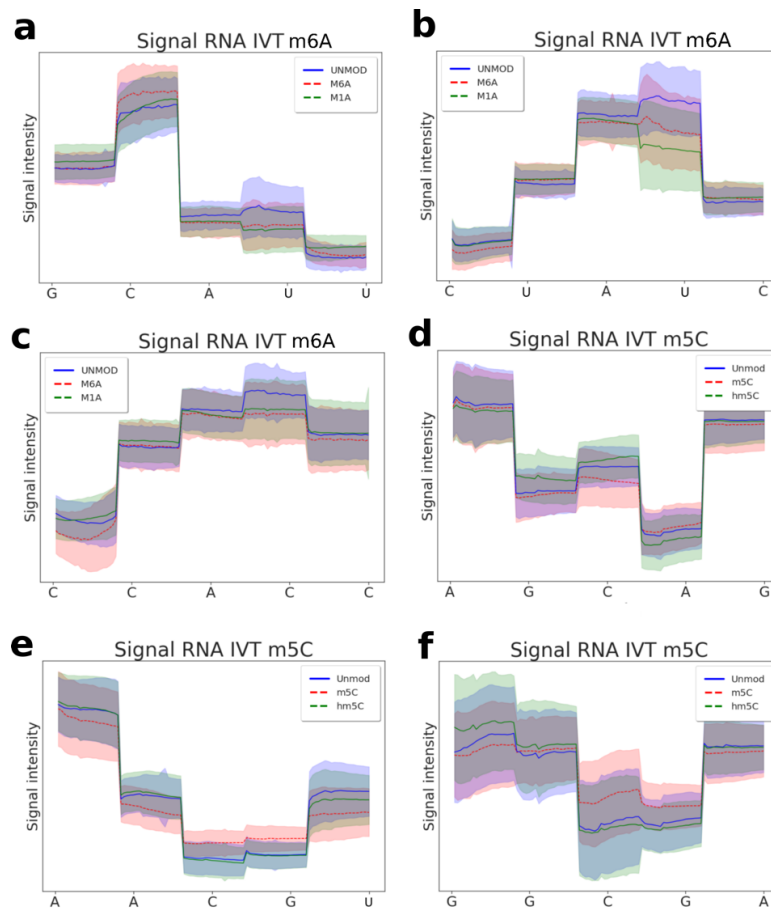 a
Signal RNA IVT m6A
Signal intensity
UNMOD
M6A
M1A
G C A U U
b
Signal RNA IVT m6A
Signal intensity
UNMOD
M6A
M1A
C U A U C
c
Signal RNA IVT m6A
Signal intensity
UNMOD
M6A
M1A
C C A C C
d
Signal RNA IVT m5C
Signal intensity
Unmod
m5C
hm5C
A G C A G
e
Signal RNA IVT m5C
Signal intensity
Unmod
m5C
hm5C
A A C G U
f
Signal RNA IVT m5C
Signal intensity
Unmod
m5C
hm5C
G G C G A